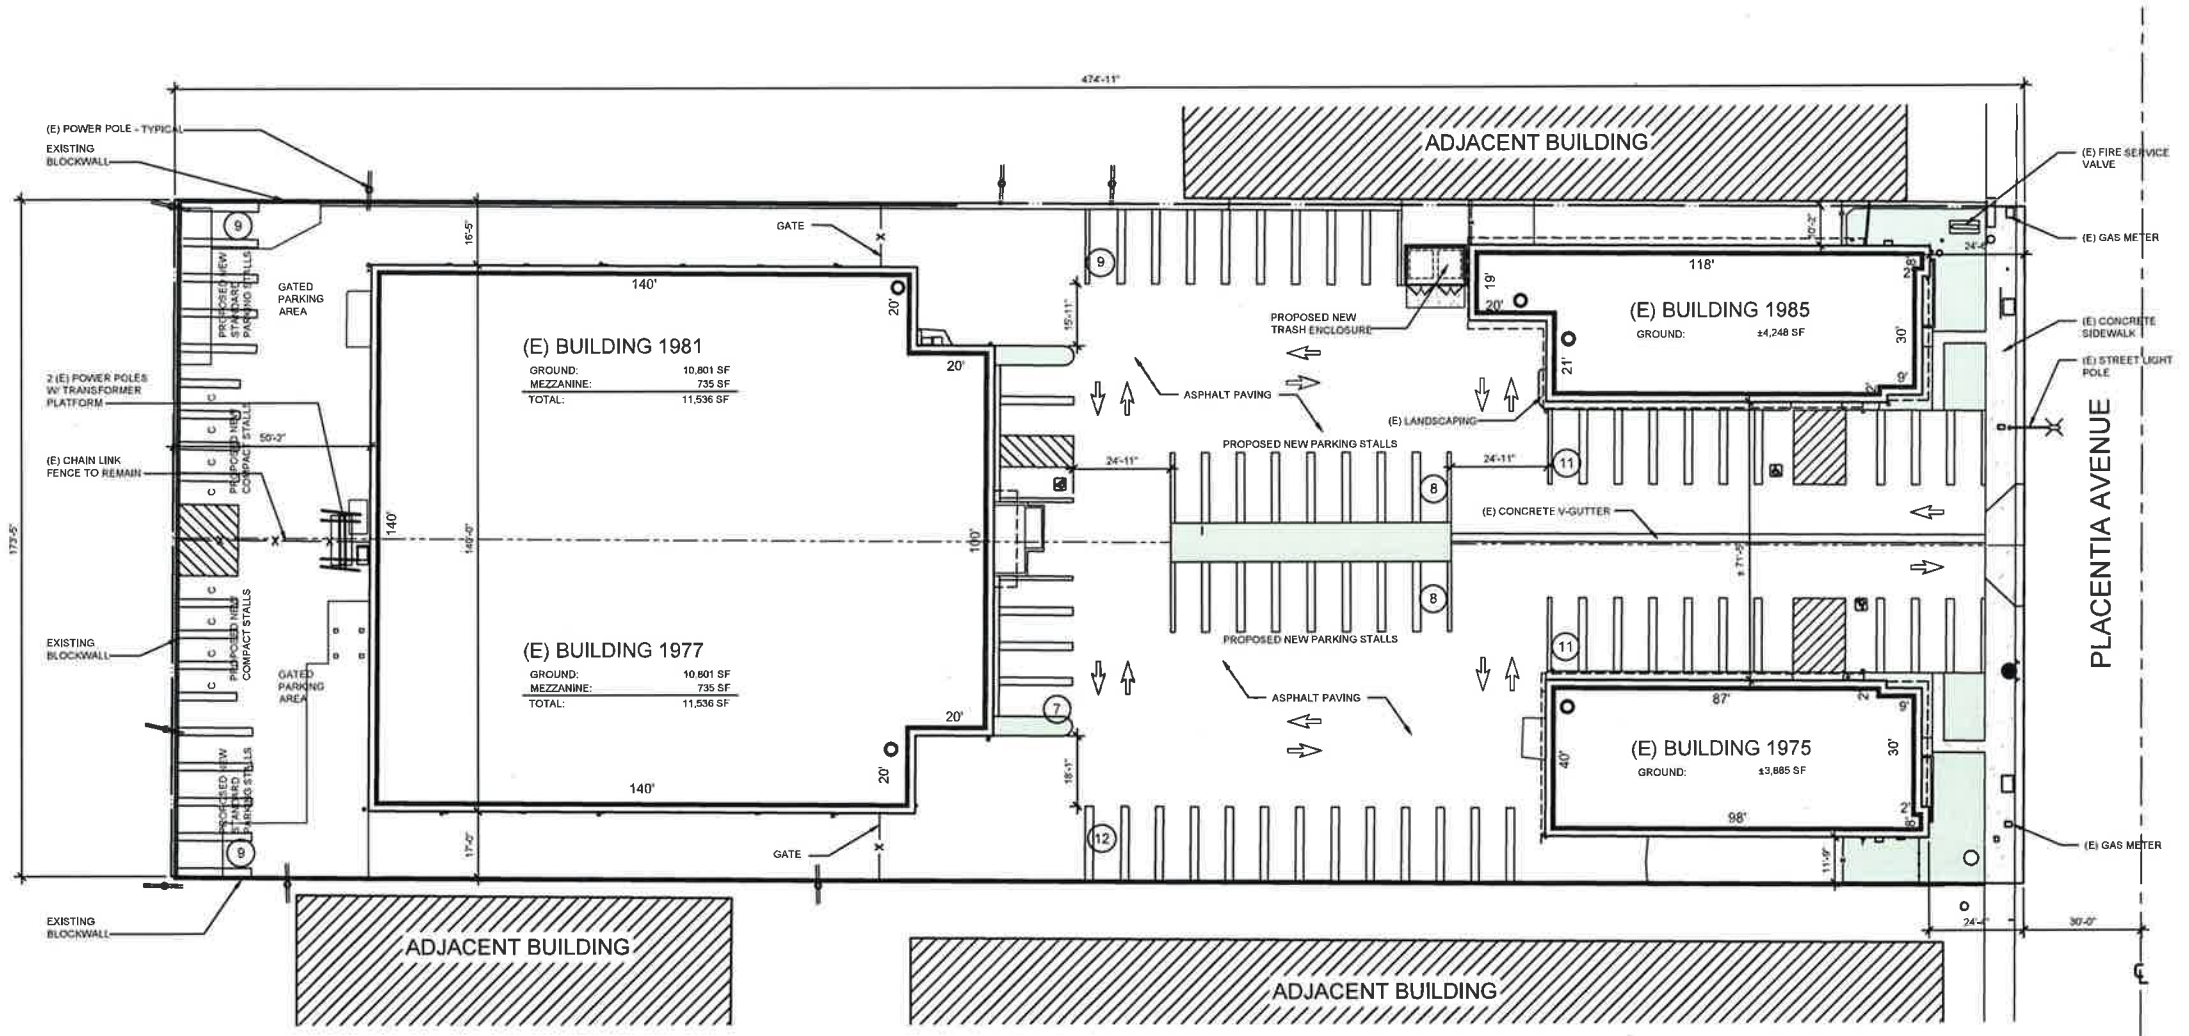 474'-11"
(E) POWER POLE - TYPICAL
EXISTING
BLOCKWALL
ADJACENT BUILDING
(E) FIRE SERVICE
VALVE
9
16'-5"
GATE
10'-2"
(E) GAS METER
PROPOSED NEW
STANDARD
PARKING STALLS
GATED
PARKING
AREA
140'
20'
9
118'
19'
20'
(E) BUILDING 1985
GROUND: ±4,248 SF
30'
21'
9'
2'
15'-11"
PROPOSED NEW
TRASH ENCLOSURE
(E) CONCRETE
SIDEWALK
(E) STREET LIGHT
POLE
(E) BUILDING 1981
GROUND: 10,801 SF
MEZZANINE: 735 SF
TOTAL: 11,536 SF
20'
2 (E) POWER POLES
W/ TRANSFORMER
PLATFORM
ASPHALT PAVING
(E) LANDSCAPING
C
C
C
C
PROPOSED NEW
COMPACT STALLS
50'-2"
PROPOSED NEW PARKING STALLS
24'-11"
24'-11"
11
8
(E) CHAIN LINK
FENCE TO REMAIN
(E) CONCRETE V-GUTTER
PLACENTIA AVENUE
173'-5"
140'
140'-0"
100'
± 71'-5"
C
C
C
C
PROPOSED NEW
COMPACT STALLS
8
PROPOSED NEW PARKING STALLS
11
EXISTING
BLOCKWALL
(E) BUILDING 1977
GROUND: 10,801 SF
MEZZANINE: 735 SF
TOTAL: 11,536 SF
GATED
PARKING
AREA
7
20'
20'
ASPHALT PAVING
87'
2'
9'
40'
(E) BUILDING 1975
GROUND: ±3,885 SF
30'
2'
8'
98'
PROPOSED NEW
STANDARD
PARKING STALLS
18'-1"
140'
9
17'-0"
GATE
12
11'-9"
(E) GAS METER
EXISTING
BLOCKWALL
30'-0"
ADJACENT BUILDING
ADJACENT BUILDING